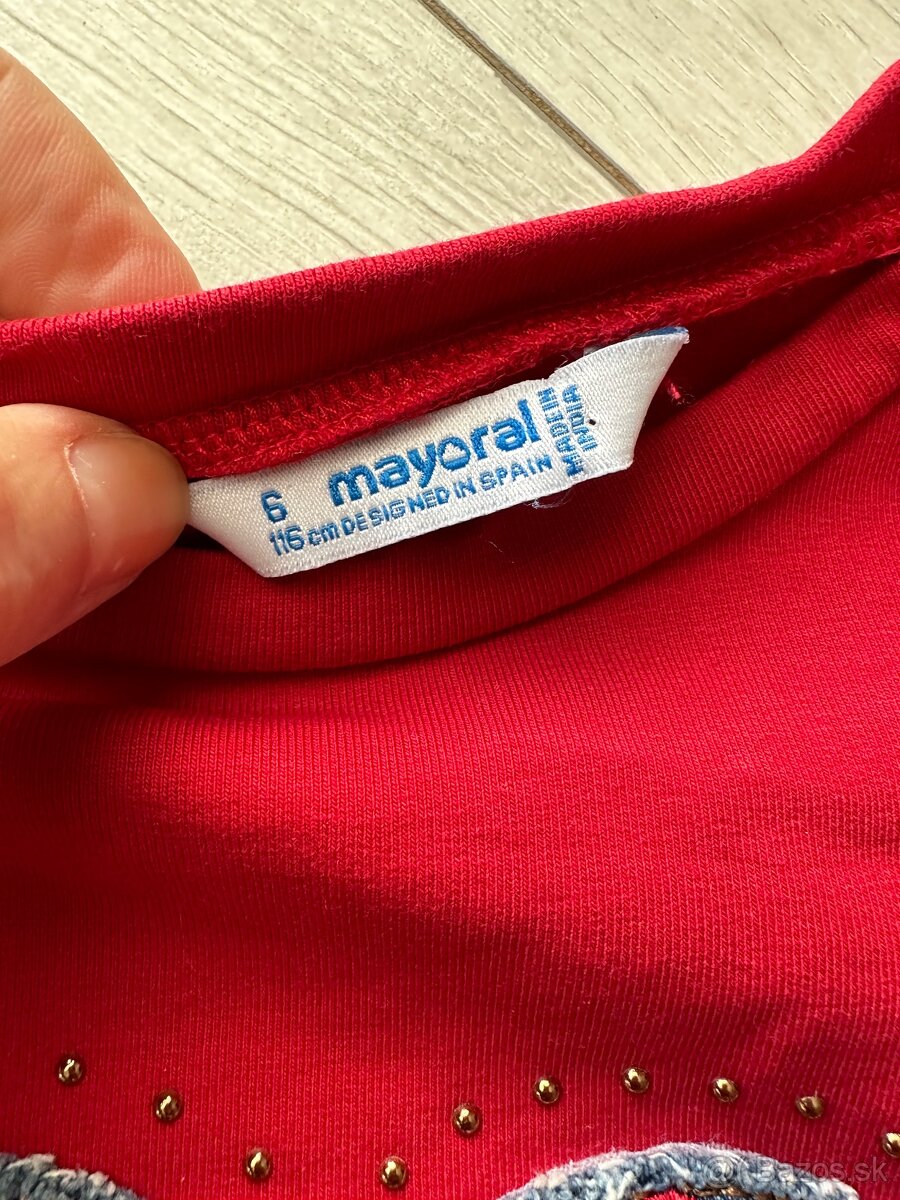 6 mayoral
116 cm DESIGNED IN SPAIN
MADE IN
INDIA
Bazos.sk